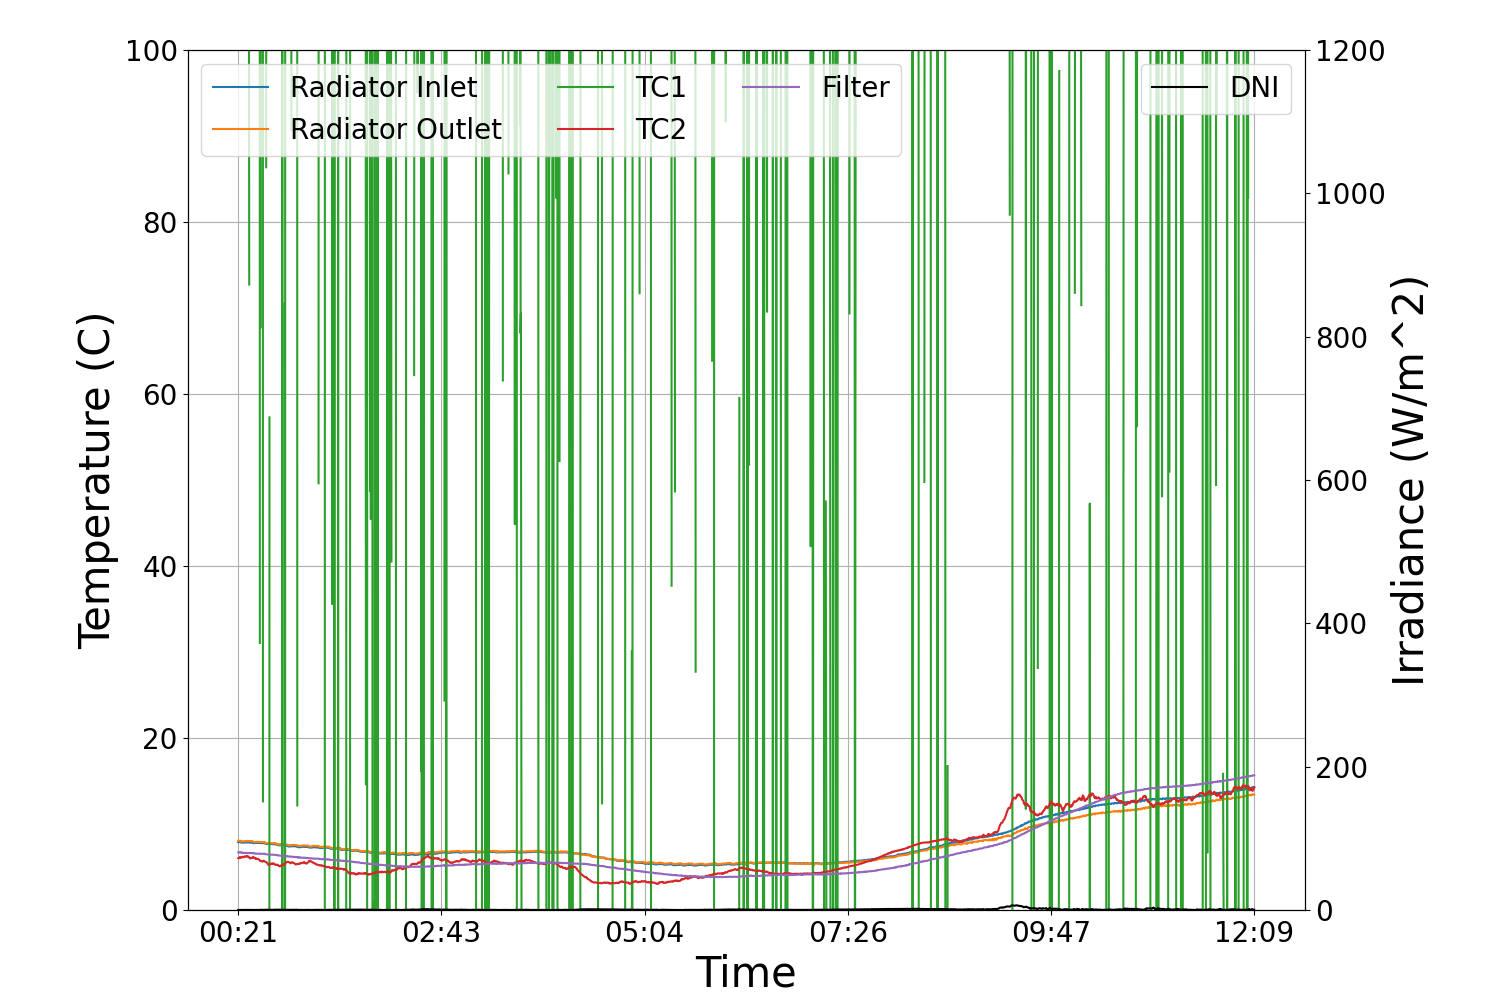 Radiator Inlet
Radiator Outlet
TC1
TC2
Filter
DNI
Temperature (C)
100
80
60
40
20
0
1200
1000
800
600
400
200
0
Irradiance (W/m^2)
00:21 02:43 05:04 07:26 09:47 12:09
Time